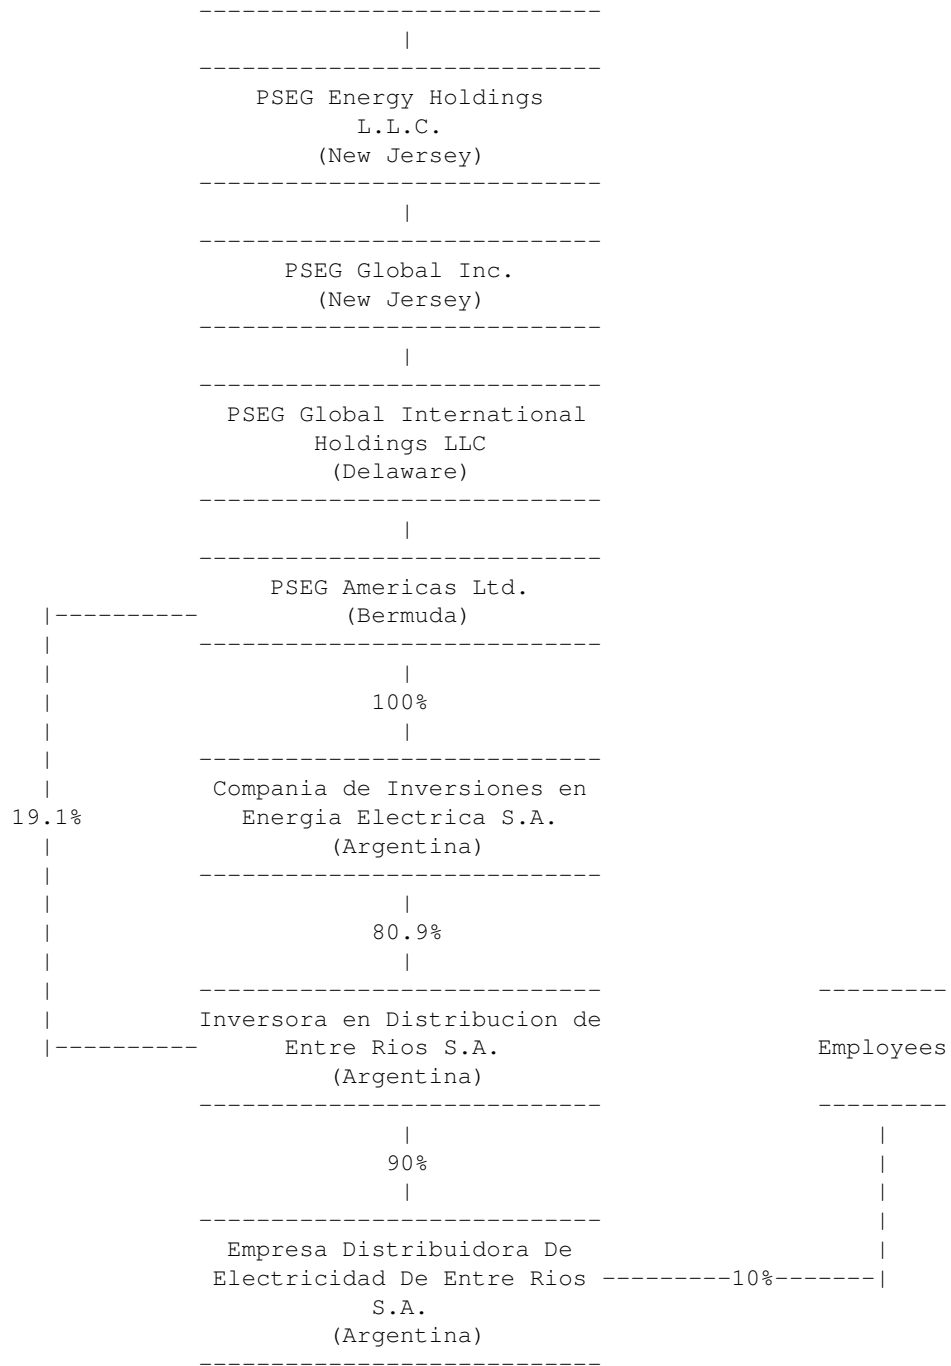 ----------------------------
|
----------------------------
PSEG Energy Holdings
L.L.C.
(New Jersey)
----------------------------
|
----------------------------
PSEG Global Inc.
(New Jersey)
----------------------------
|
----------------------------
PSEG Global International
Holdings LLC
(Delaware)
----------------------------
|
----------------------------
PSEG Americas Ltd.
|---------- (Bermuda)
| ----------------------------
| |
| 100%
| |
| ----------------------------
| Compania de Inversiones en
19.1% Energia Electrica S.A.
| (Argentina)
| ----------------------------
| |
| 80.9%
| |
| ---------------------------- ---------
| Inversora en Distribucion de
|---------- Entre Rios S.A. Employees
(Argentina)
---------------------------- ---------
| |
90% |
| |
---------------------------- |
Empresa Distribuidora De |
Electricidad De Entre Rios ---------10%-------|
S.A.
(Argentina)
----------------------------